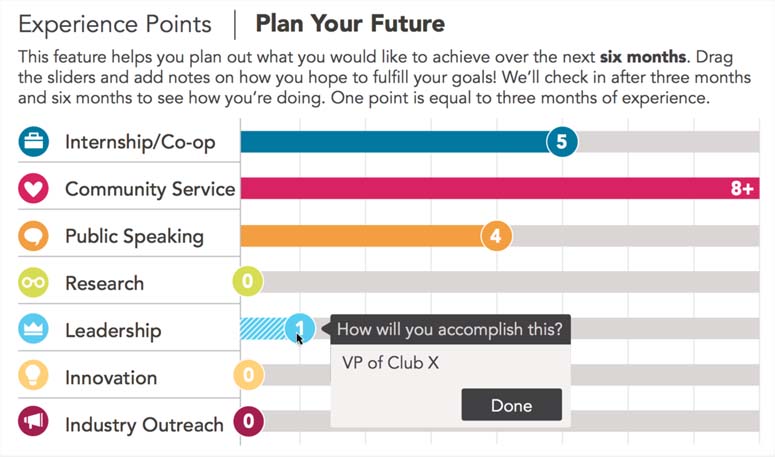 Experience Points | Plan Your Future
This feature helps you plan out what you would like to achieve over the next six months. Drag
the sliders and add notes on how you hope to fulfill your goals! We'll check in after three months
and six months to see how you're doing. One point is equal to three months of experience.
Internship/Co-op 5
Community Service 8+
Public Speaking 4
Research 0
Leadership 1 How will you accomplish this?
VP of Club X
Innovation 0
Done
Industry Outreach 0